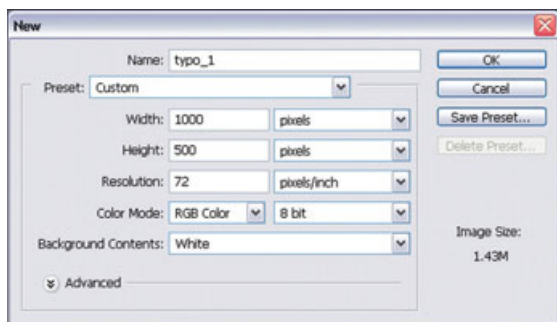 New
Name: typo_1
OK
Preset: Custom
Cancel
Width: 1000 pixels
Save Preset...
Height: 500 pixels
Delete Preset...
Resolution: 72 pixels/inch
Color Mode: RGB Color 8 bit
Image Size:
Background Contents: White
1.43M
Advanced